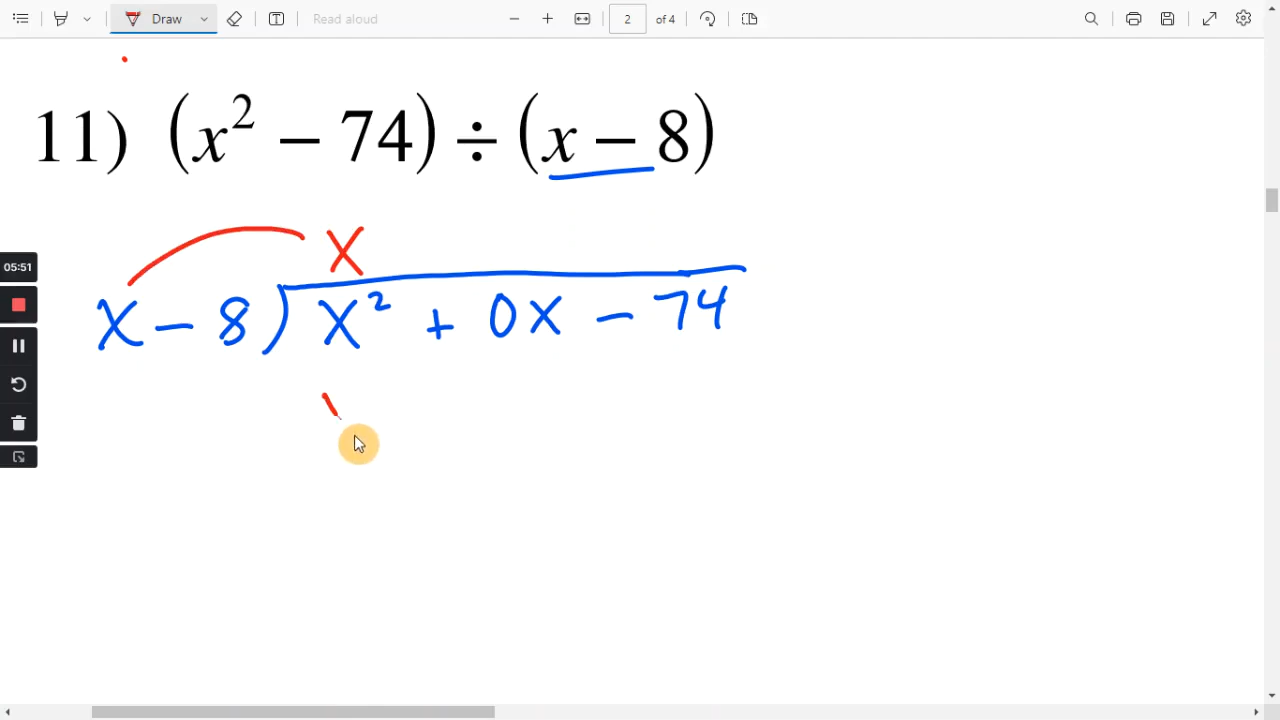 Draw Read aloud 2 of 4
11) (x² − 74) ÷ (x − 8)
X
05:51
x − 8) x² + 0x − 74